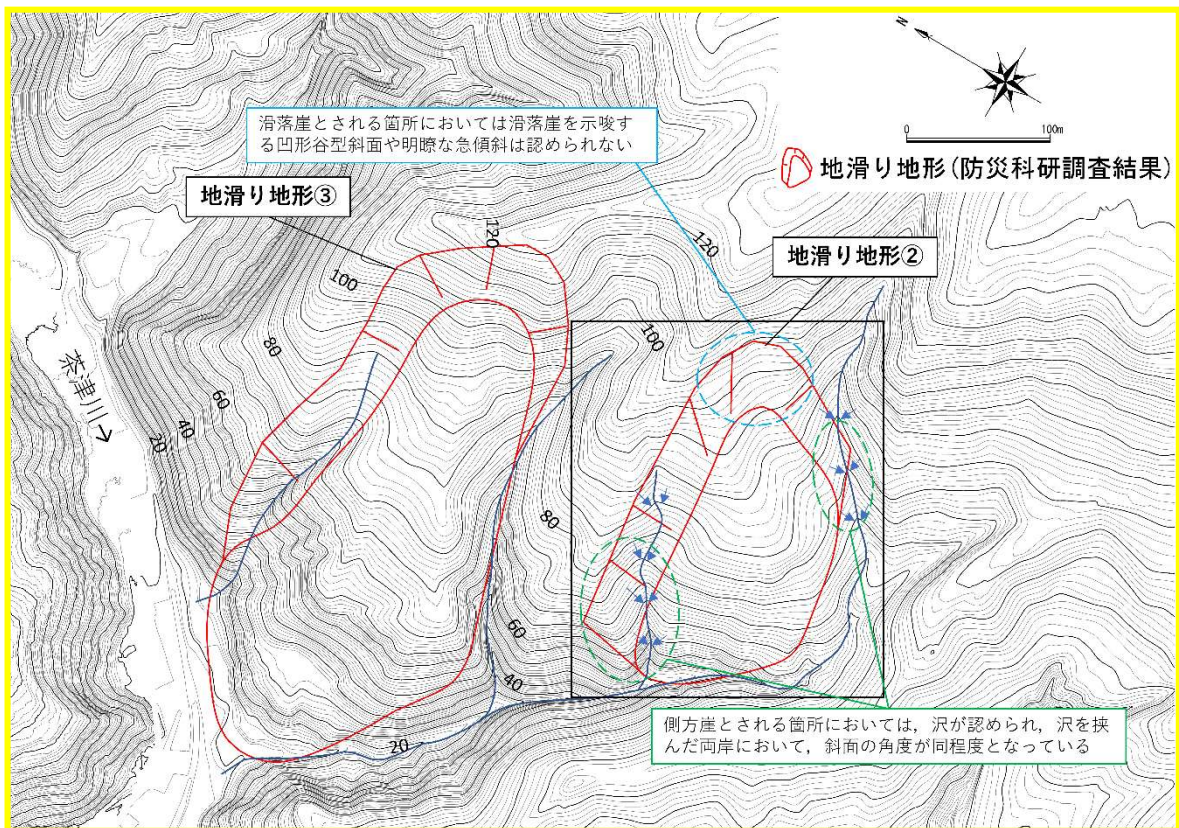 N
0 100m
地滑り地形(防災科研調査結果)
滑落崖とされる箇所においては滑落崖を示唆す
る凹形谷型斜面や明瞭な急傾斜は認められない
地滑り地形③
地滑り地形②
120
120
100
100
80
80
60
60
40
40
20
20
茶津川→
側方崖とされる箇所においては，沢が認められ，沢を挟
んだ両岸において，斜面の角度が同程度となっている